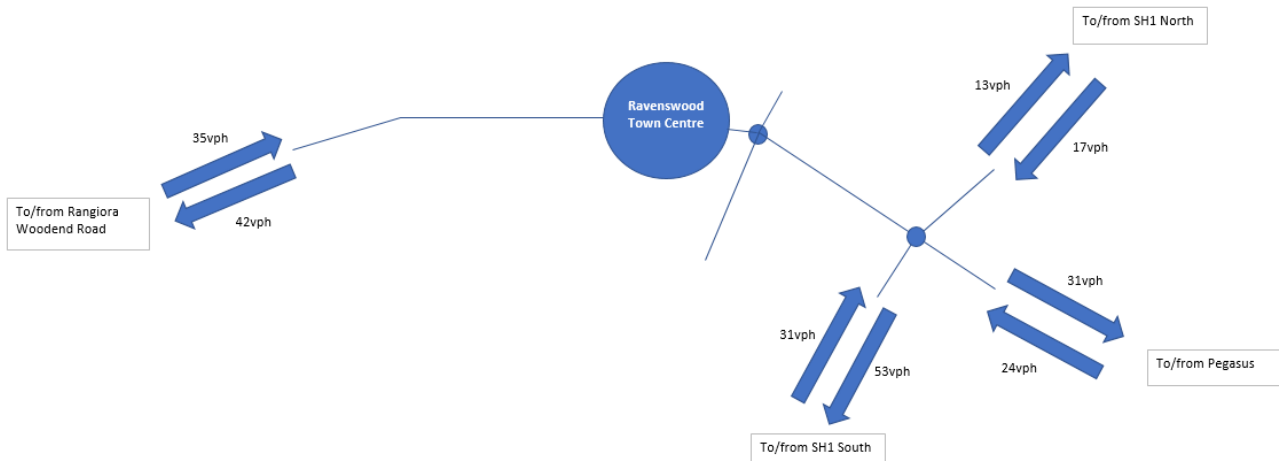 To/from SH1 North
13vph
17vph
Ravenswood
Town Centre
35vph
42vph
To/from Rangiora
Woodend Road
31vph
53vph
31vph
24vph
To/from Pegasus
To/from SH1 South